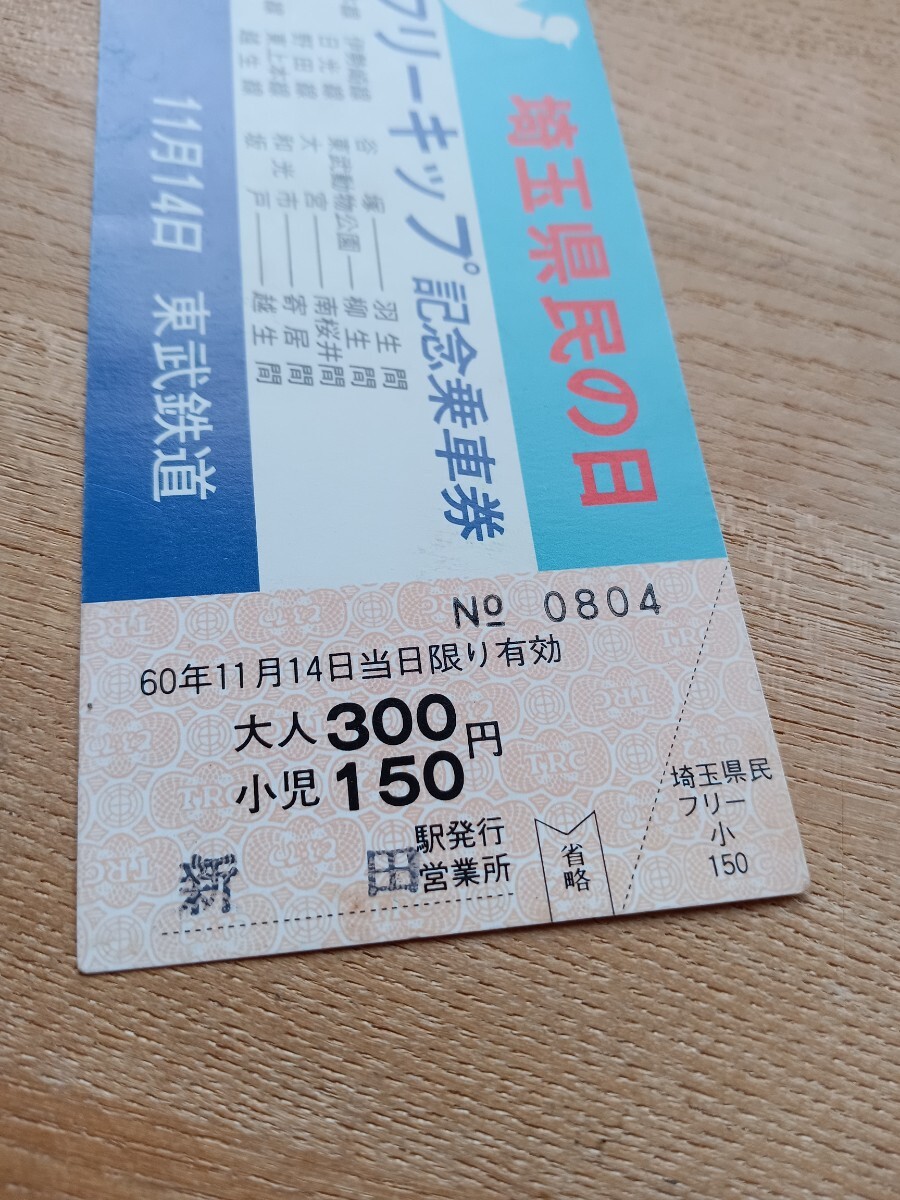 埼玉県民の日
フリーキップ記念乗車券
伊勢崎線 谷塚――羽生間
日光線 東武動物公園―柳生間
野田線 大宮――南桜井間
東上本線 和光市――寄居間
越生線 坂戸――越生間
11月14日 東武鉄道
No 0804
60年11月14日当日限り有効
大人300円
小児150
新田
駅発行
営業所
省略
埼玉県民
フリー
小
150
TRC